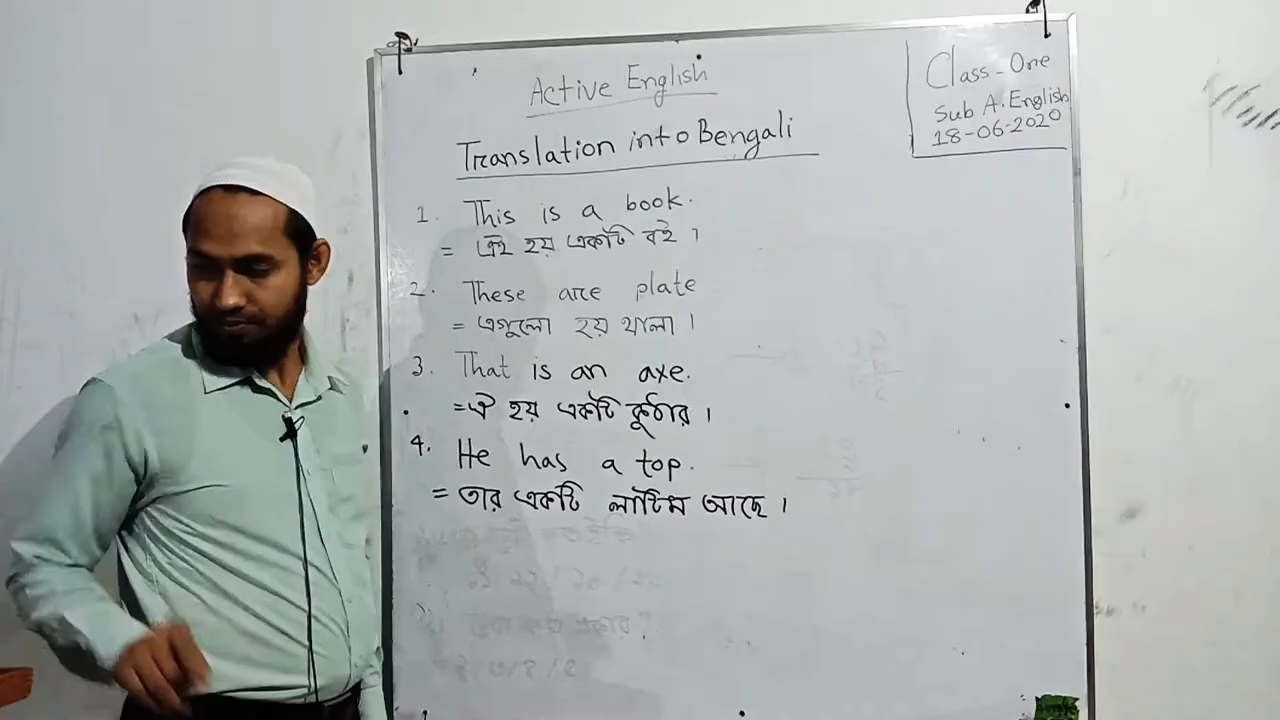 Active English
Class-One
Sub A. English
18-06-2020
Translation into Bengali
1. This is a book.
= এই হয় একটি বই।
2. These are plate
= এগুলো হয় থালা।
3. That is an axe.
= ঐ হয় একটি কুঠার।
4. He has a top.
= তার একটি লাটিম আছে।